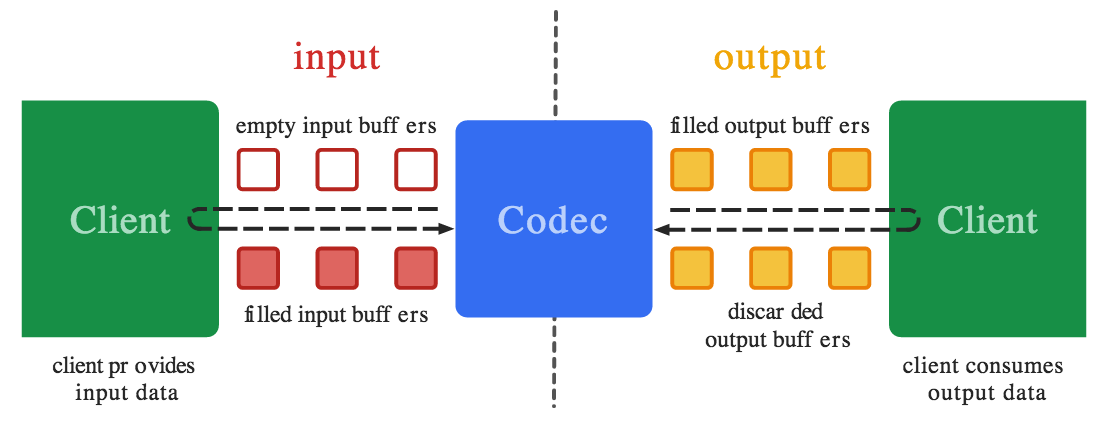 input
output
empty input buff ers
filled output buff ers
Client
Codec
Client
filled input buff ers
discar ded
output buff ers
client pr ovides
input data
client consumes
output data